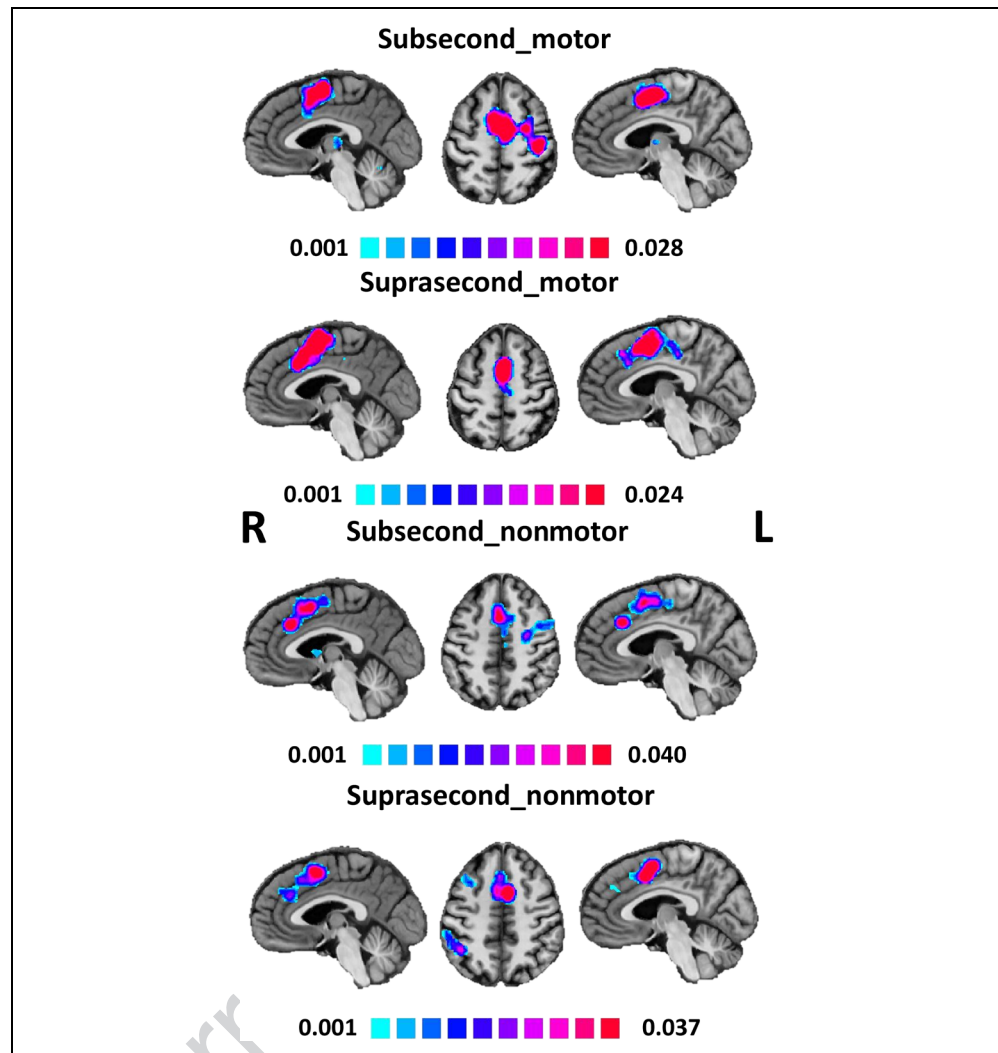 Subsecond_motor
0.001 0.028
Suprasecond_motor
0.001 0.024
R L
Subsecond_nonmotor
0.001 0.040
Suprasecond_nonmotor
0.001 0.037